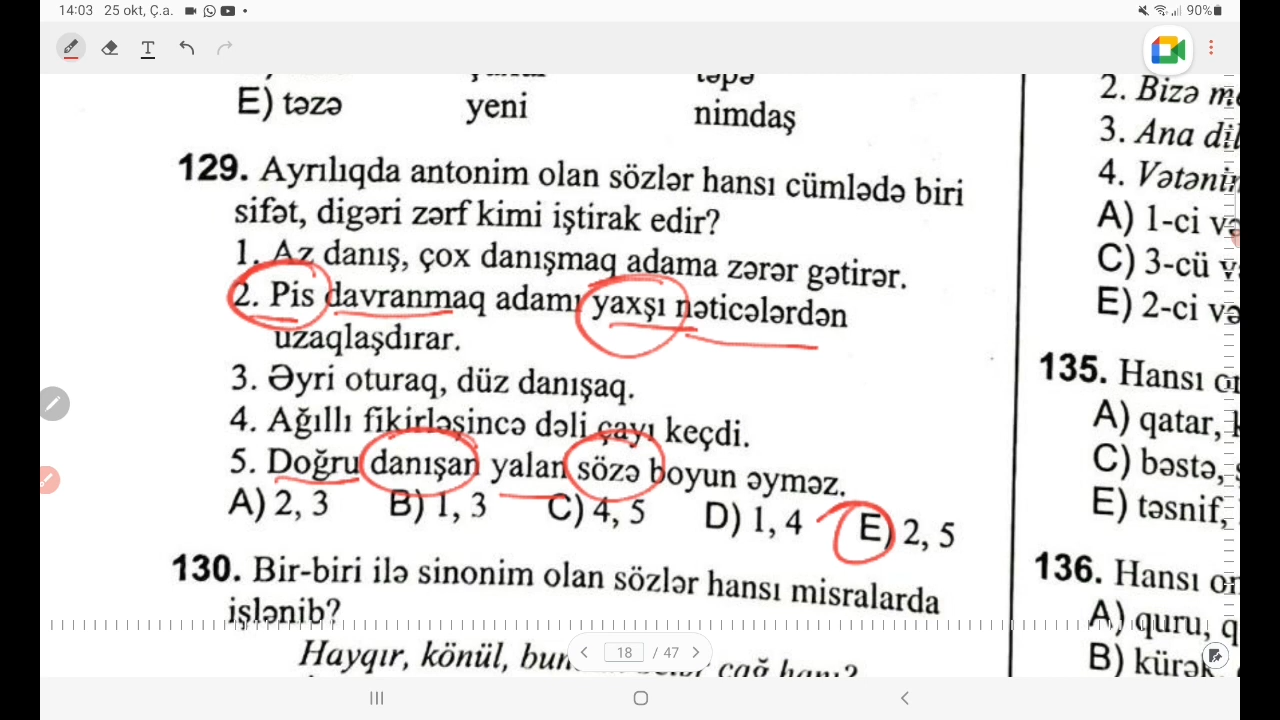 14:03 25 okt, Ç.a.
90%
təpə
E) təzə yeni nimdaş
129. Ayrılıqda antonim olan sözlər hansı cümlədə biri
sifət, digəri zərf kimi iştirak edir?
1. Az danış, çox danışmaq adama zərər gətirər.
2. Pis davranmaq adamı yaxşı nəticələrdən
uzaqlaşdırar.
3. Əyri oturaq, düz danışaq.
4. Ağıllı fikirləşincə dəli çayı keçdi.
5. Doğru danışan yalan sözə boyun əyməz.
A) 2, 3 B) 1, 3 C) 4, 5 D) 1, 4 E) 2, 5
130. Bir-biri ilə sinonim olan sözlər hansı misralarda
işlənib?
Hayqır, könül,
2. Bizə
3. Ana
4.
A) 1-ci
C) 3-cü
E) 2-ci
135. Hansı
A) qatar,
C) bəstə,
E) təsnif,
136. Hansı
A) quru,
B) kürək
18 / 47